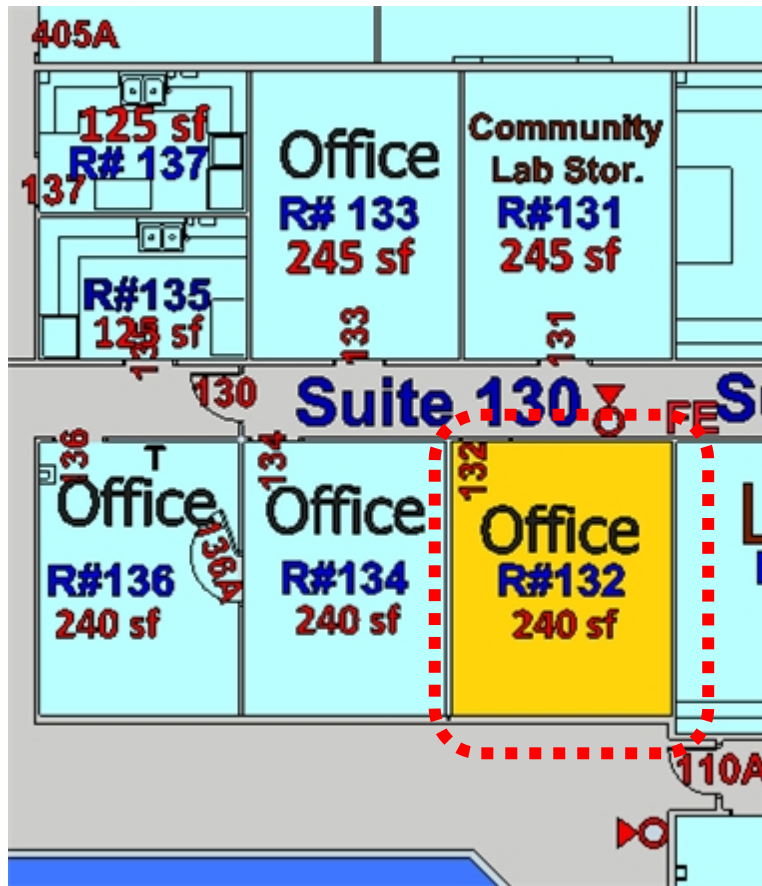 405A
125 sf
R# 137
137
Office
R# 133
245 sf
Community
Lab Stor.
R#131
245 sf
R#135
125 sf
133
131
130
Suite 130
FE
136
T
Office
136A
R#136
240 sf
134
Office
R#134
240 sf
132
Office
R#132
240 sf
110A